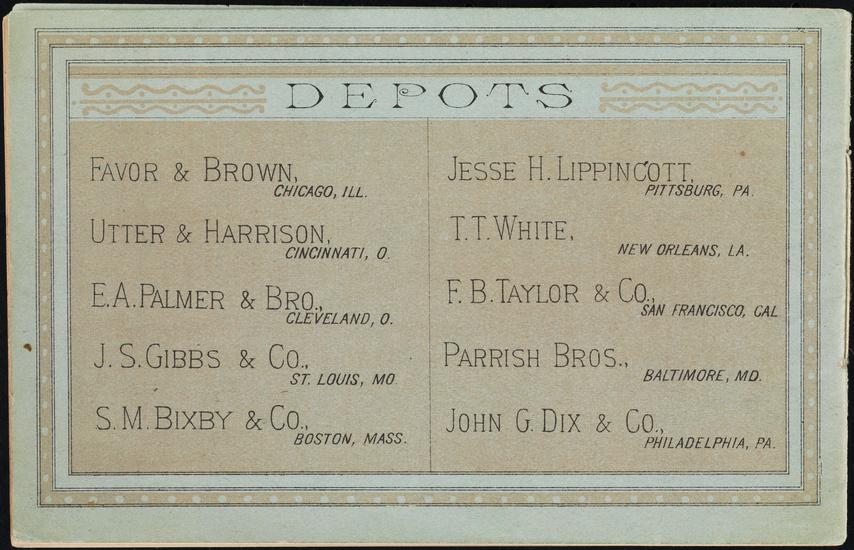 DEPOTS
FAVOR & BROWN,
CHICAGO, ILL.
UTTER & HARRISON,
CINCINNATI, O.
E.A. PALMER & BRO.,
CLEVELAND, O.
J. S. GIBBS & CO.,
ST. LOUIS, MO
S. M. BIXBY & CO.,
BOSTON, MASS.
JESSE H. LIPPINCOTT,
PITTSBURG, PA.
T. T. WHITE,
NEW ORLEANS, LA.
F. B. TAYLOR & CO.,
SAN FRANCISCO, CAL
PARRISH BROS.,
BALTIMORE, MD.
JOHN G. DIX & CO.,
PHILADELPHIA, PA.